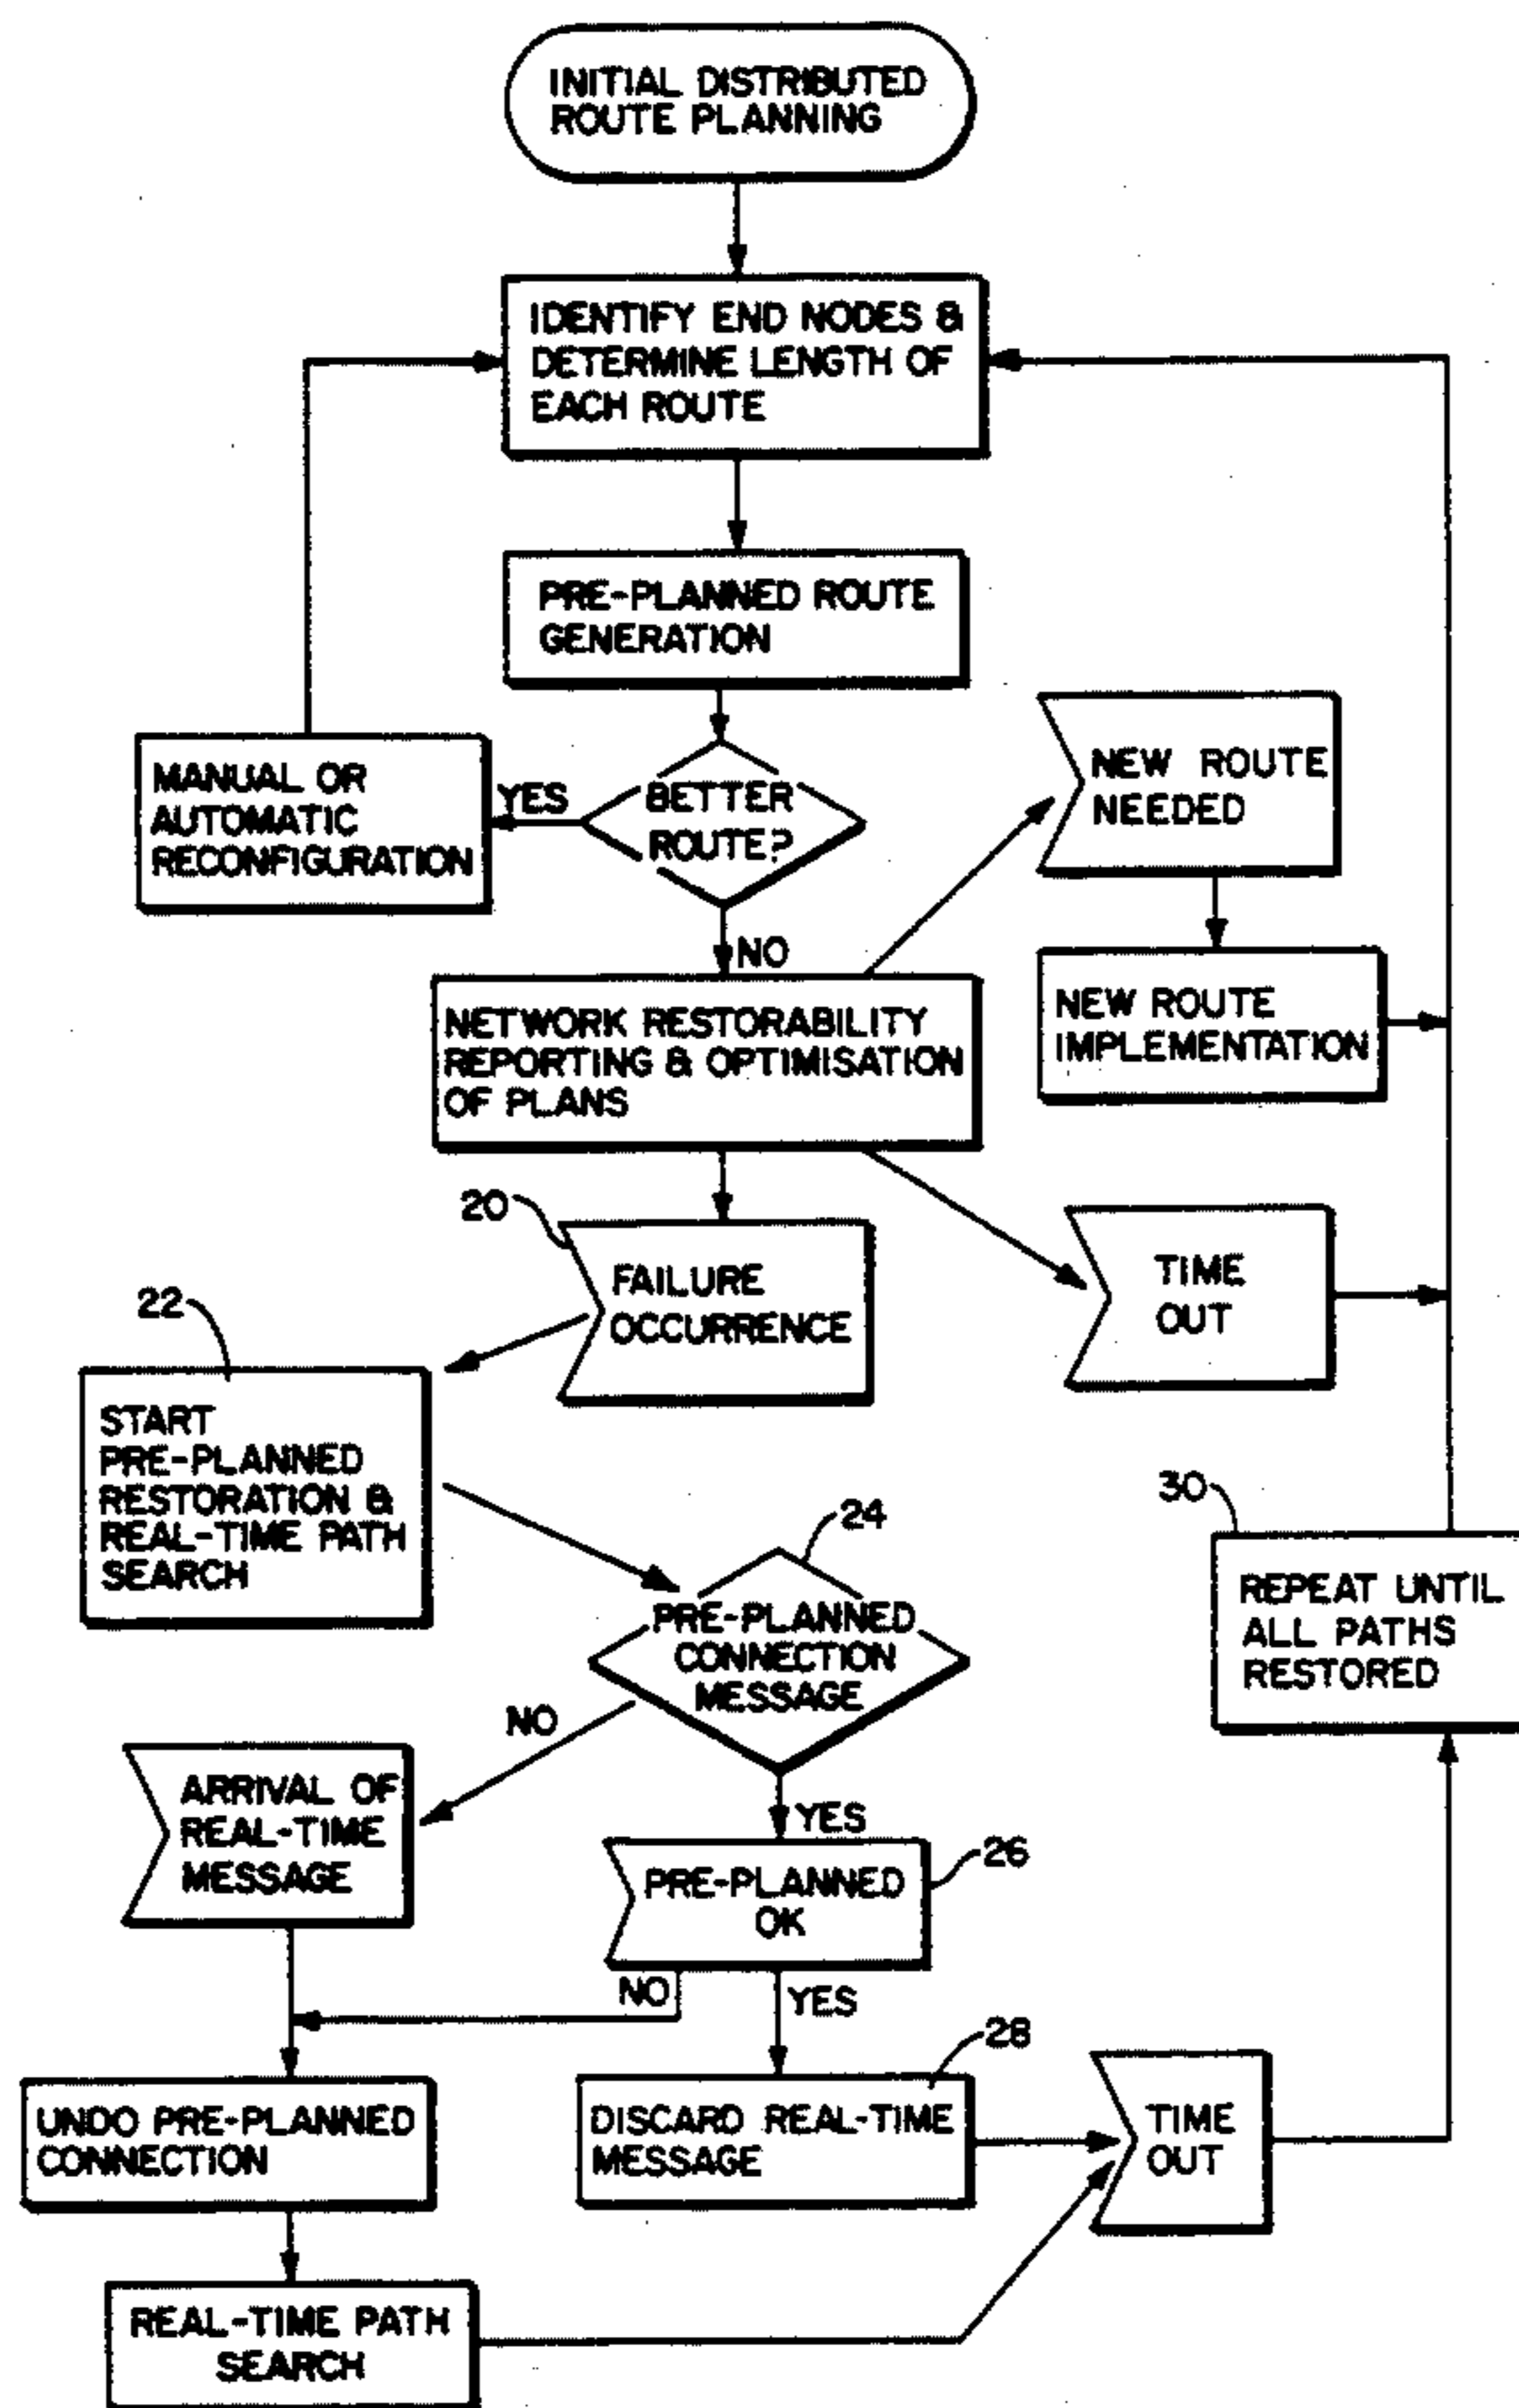 INITIAL DISTRIBUTED
ROUTE PLANNING
IDENTIFY END NODES &
DETERMINE LENGTH OF
EACH ROUTE
PRE-PLANNED ROUTE
GENERATION
MANUAL OR
AUTOMATIC
RECONFIGURATION
YES
BETTER
ROUTE?
NEW ROUTE
NEEDED
NO
NETWORK RESTORABILITY
REPORTING & OPTIMISATION
OF PLANS
NEW ROUTE
IMPLEMENTATION
20
FAILURE
OCCURRENCE
TIME
OUT
22
START
PRE-PLANNED
RESTORATION &
REAL-TIME PATH
SEARCH
24
PRE-PLANNED
CONNECTION
MESSAGE
30
REPEAT UNTIL
ALL PATHS
RESTORED
NO
ARRIVAL OF
REAL-TIME
MESSAGE
YES
26
PRE-PLANNED
OK
NO
YES
28
UNDO PRE-PLANNED
CONNECTION
DISCARD REAL-TIME
MESSAGE
TIME
OUT
REAL-TIME PATH
SEARCH